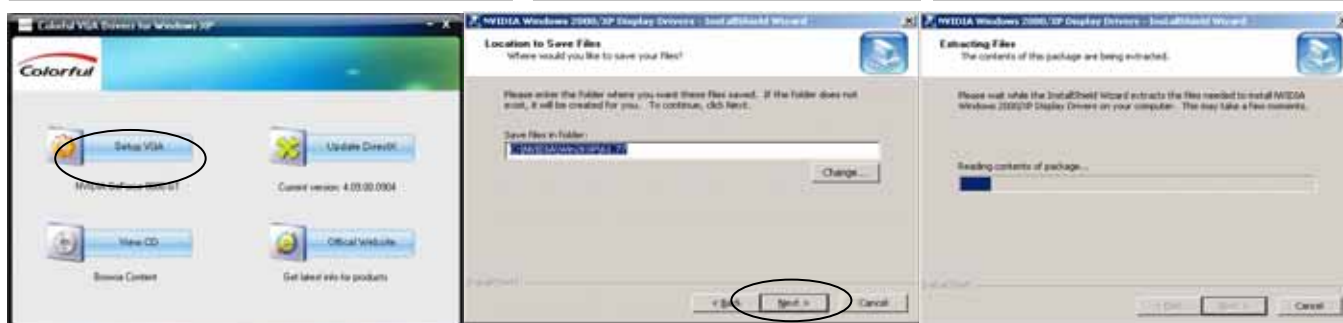 Colorful VGA Drivers for Windows XP
Colorful
Setup VGA
Update DirectX
NVIDIA GeForce GT
Current version: 4.09.00.0904
View CD
Offical Website
Browse Content
Get latest info for products
NVIDIA Windows 2000/XP Display Drivers - InstallShield Wizard
Location to Save Files
Where would you like to save your files?
Please enter the folder where you want these files saved. If the folder does not
exist, it will be created for you. To continue, click Next.
Save files in folder:
Change...
< Back
Next >
Cancel
NVIDIA Windows 2000/XP Display Drivers - InstallShield Wizard
Extracting Files
The contents of this package are being extracted.
Please wait while the InstallShield Wizard extracts the files needed to install NVIDIA
Windows 2000/XP Display Drivers on your computer. This may take a few moments.
Reading contents of package...
Cancel